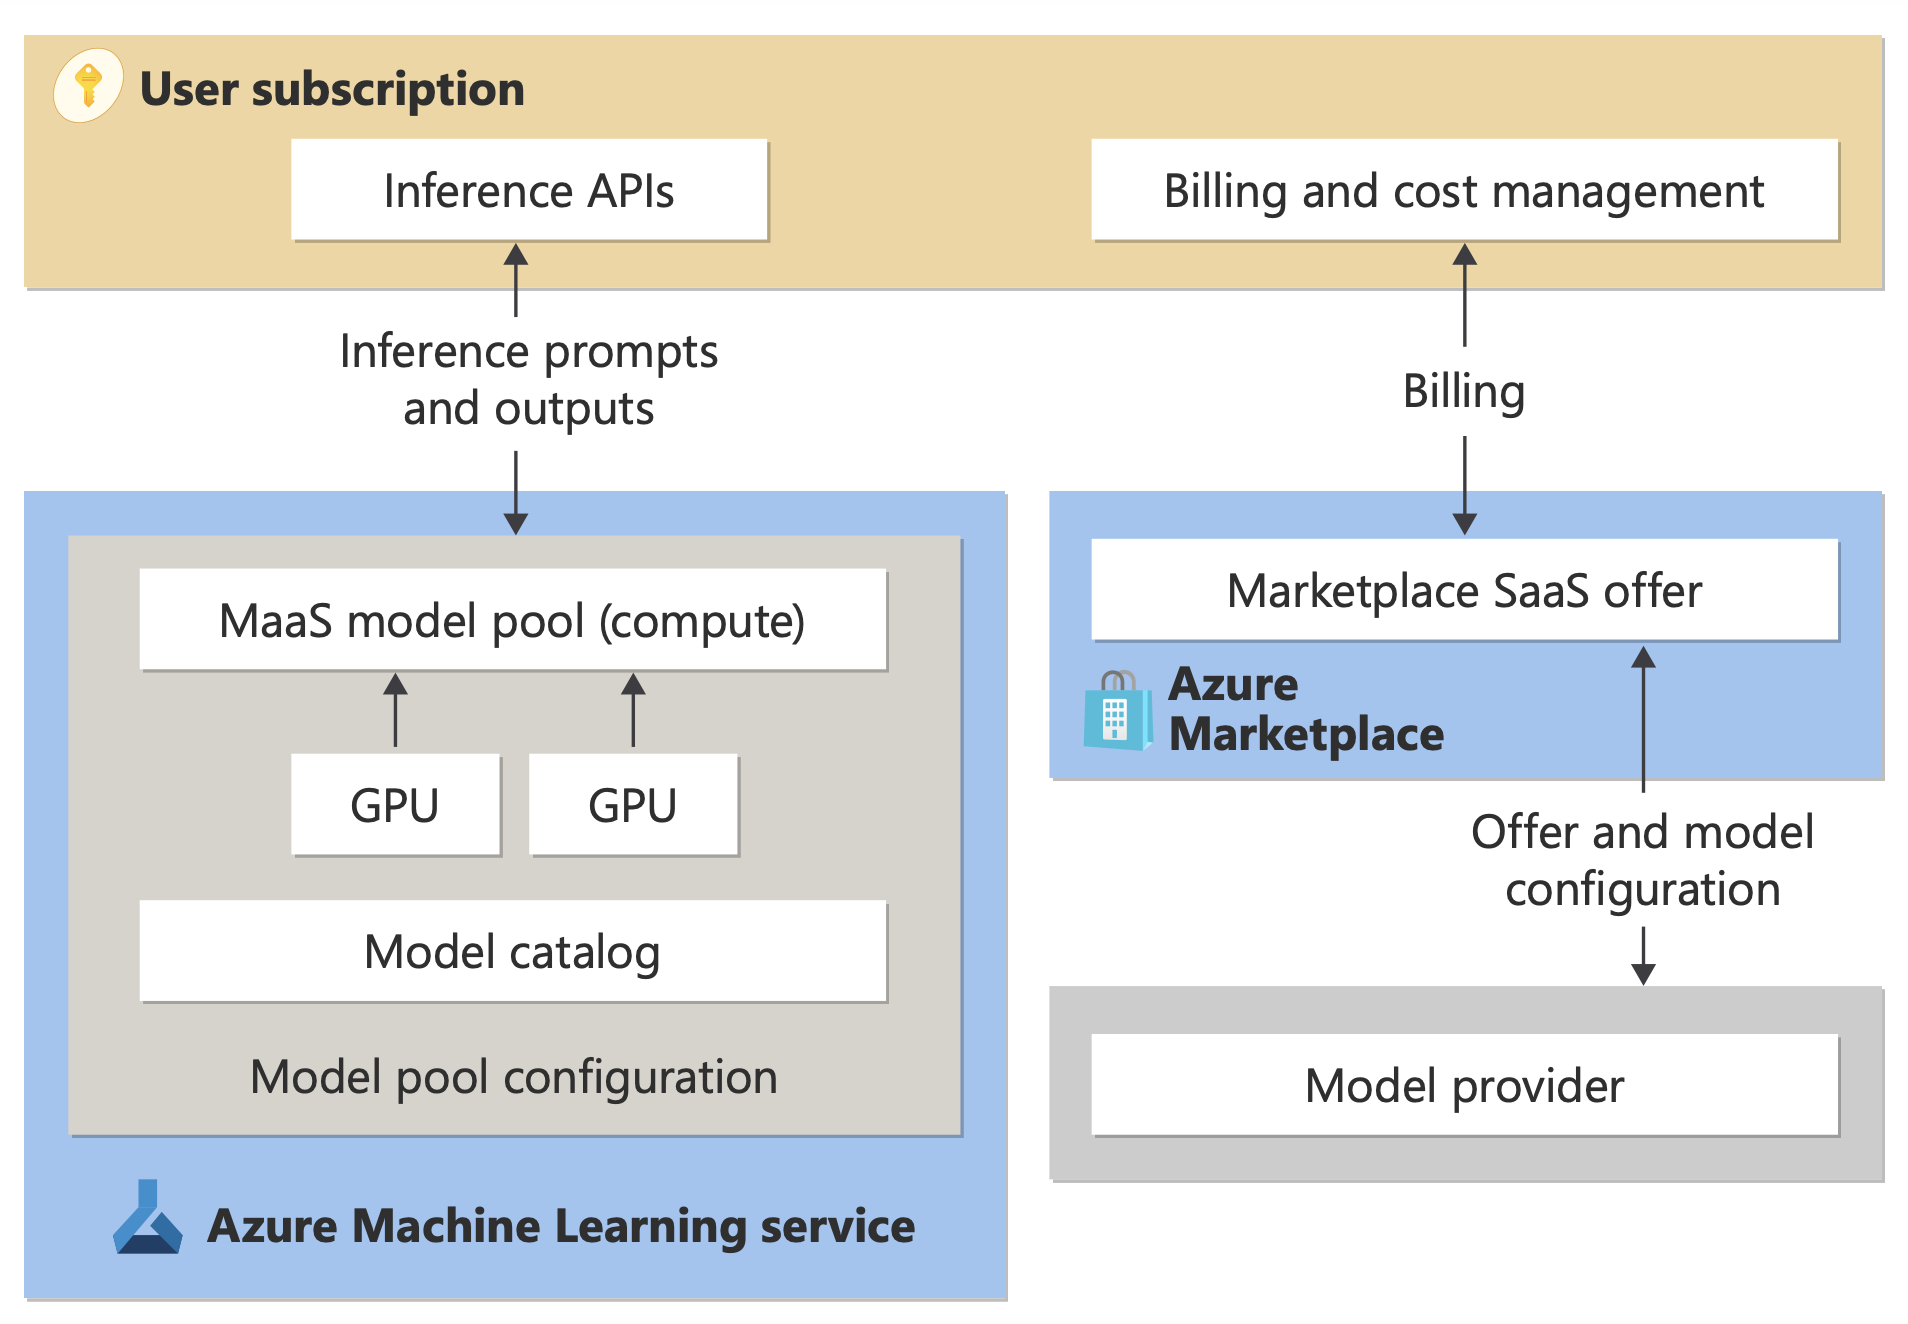 User subscription
Inference APIs
Billing and cost management
Inference prompts
and outputs
Billing
MaaS model pool (compute)
GPU
GPU
Model catalog
Model pool configuration
Azure Machine Learning service
Marketplace SaaS offer
Azure
Marketplace
Offer and model
configuration
Model provider